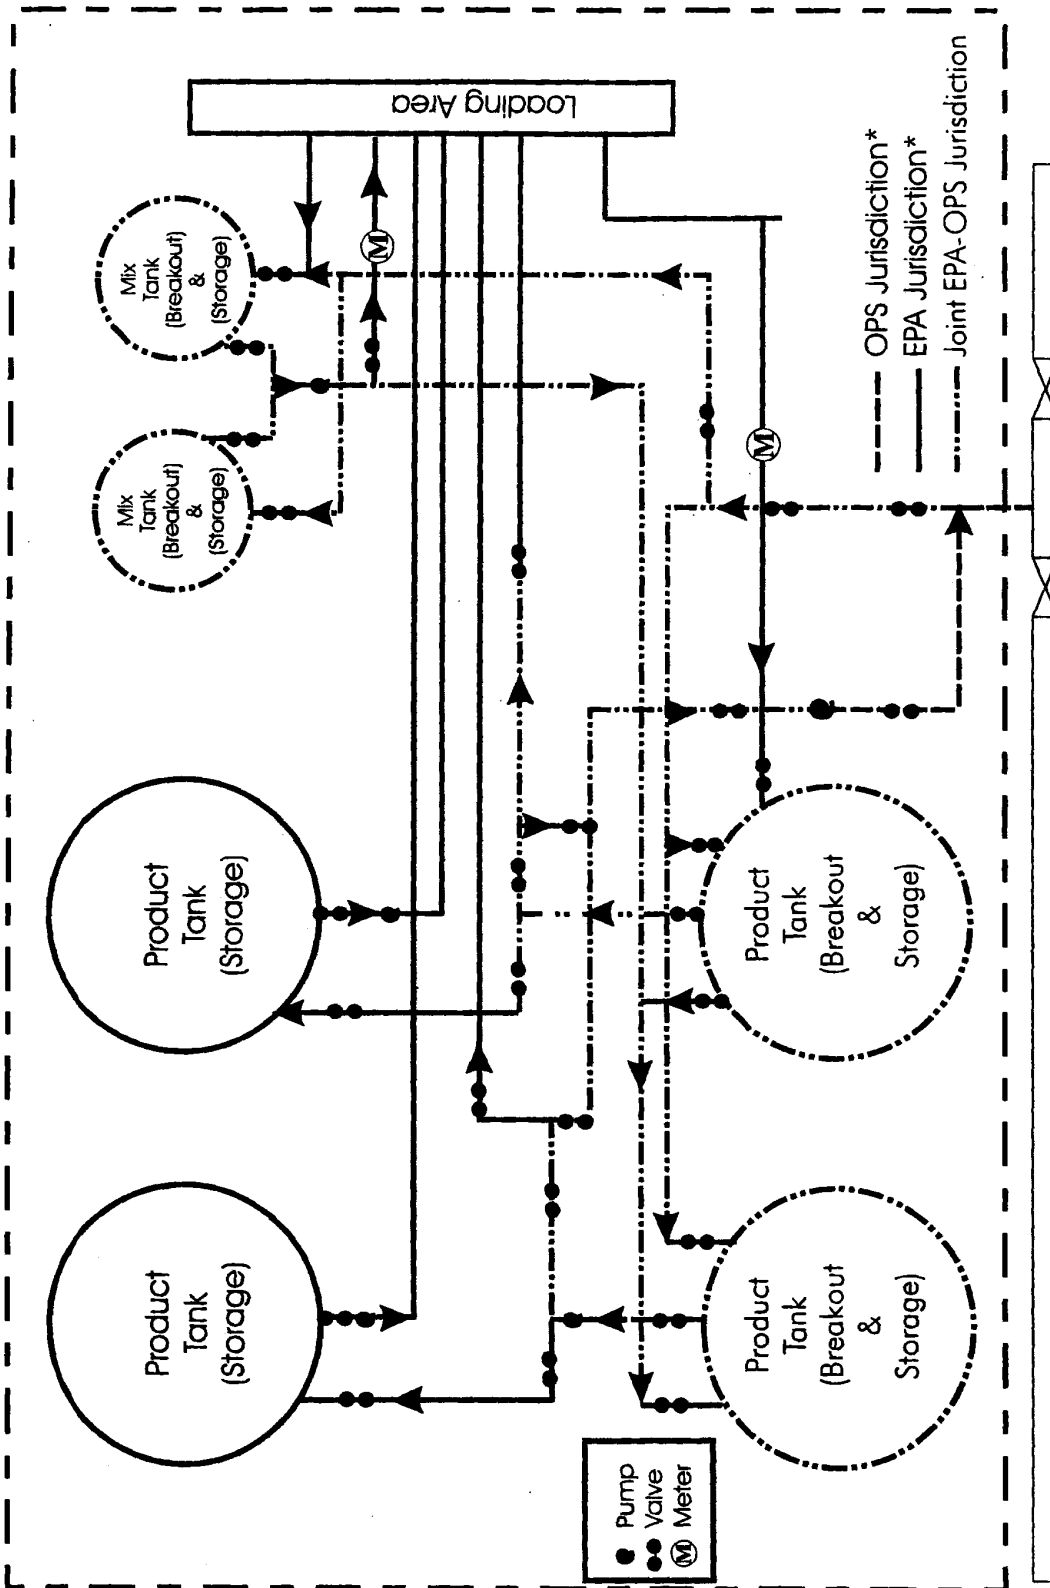 Loading Area
Mix
Tank
(Breakout)
&
(Storage)
M
Mix
Tank
(Breakout)
&
(Storage)
Product
Tank
(Storage)
Product
Tank
(Storage)
OPS Jurisdiction*
EPA Jurisdiction*
Joint EPA-OPS Jurisdiction
M
Product
Tank
(Breakout
&
Storage)
Product
Tank
(Breakout
&
Storage)
Pump
Valve
M Meter